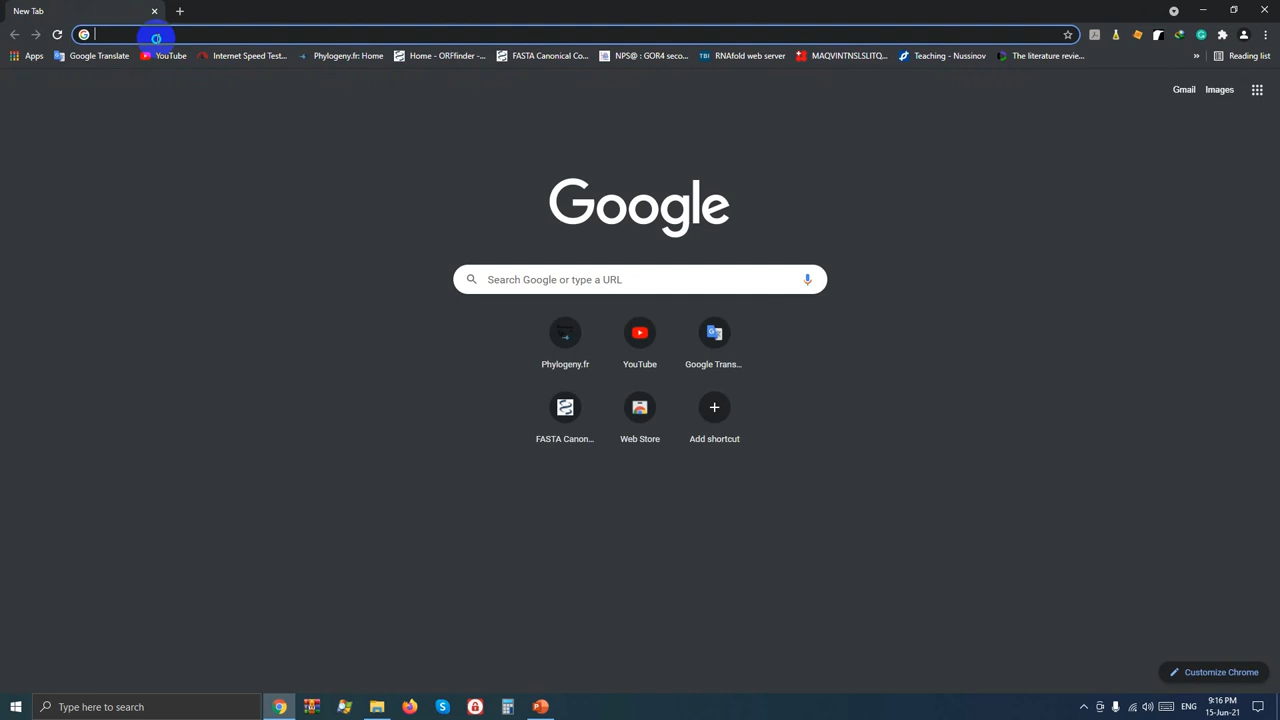 New Tab
Apps Google Translate YouTube Internet Speed Test... Phylogeny.fr: Home Home - ORFfinder -... FASTA Canonical Co... NPS@ : GOR4 seco... RNAfold web server MAQVINTNSLSLITQ... Teaching - Nussinov The literature revie... » Reading list
Gmail Images
Google
Search Google or type a URL
Phylogeny.fr YouTube Google Trans...
FASTA Canon... Web Store Add shortcut
Customize Chrome
Type here to search
ENG
9:16 PM
15-Jun-21